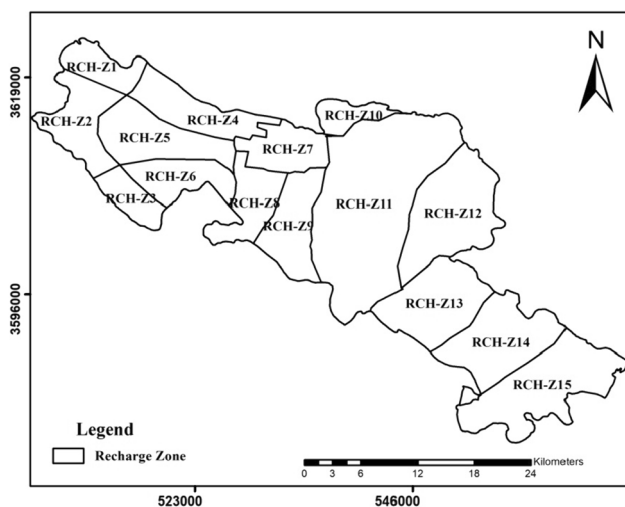 N
3619000
3596000
RCH-Z1
RCH-Z2
RCH-Z4
RCH-Z10
RCH-Z5
RCH-Z7
RCH-Z6
RCH-Z3
RCH-Z8
RCH-Z11
RCH-Z12
RCH-Z9
RCH-Z13
RCH-Z14
RCH-Z15
Legend
Recharge Zone
Kilometers
0 3 6 12 18 24
523000 546000